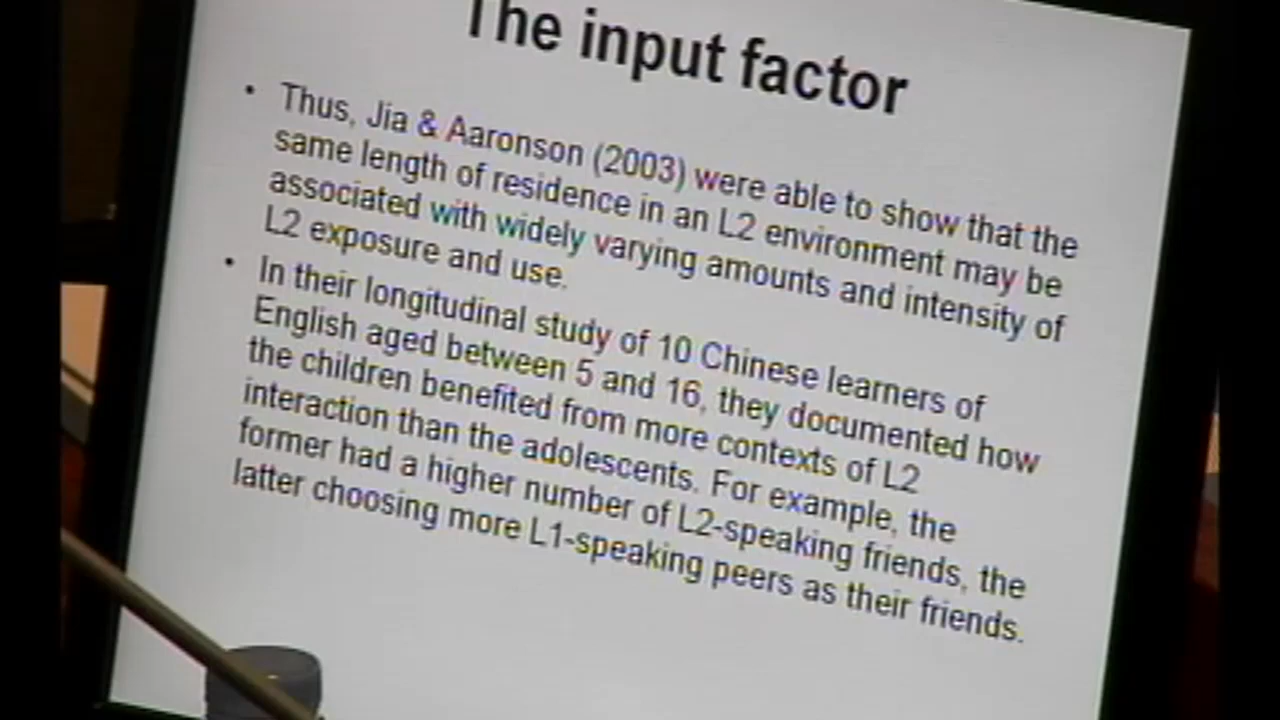 The input factor
• Thus, Jia & Aaronson (2003) were able to show that the
same length of residence in an L2 environment may be
associated with widely varying amounts and intensity of
L2 exposure and use.
• In their longitudinal study of 10 Chinese learners of
English aged between 5 and 16, they documented how
the children benefited from more contexts of L2
interaction than the adolescents. For example, the
former had a higher number of L2-speaking friends, the
latter choosing more L1-speaking peers as their friends.